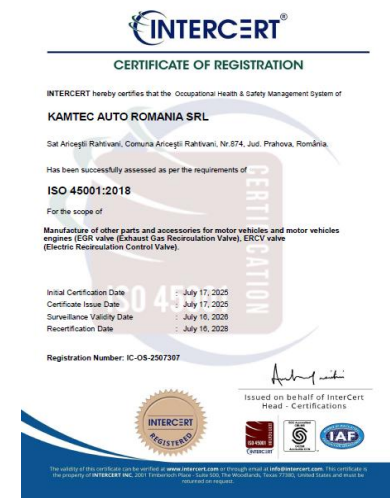 INTERCERT®
CERTIFICATE OF REGISTRATION
INTERCERT hereby certifies that the Occupational Health & Safety Management System of
KAMTEC AUTO ROMANIA SRL
Sat Ariceştii Rahtivani, Comuna Ariceştii Rahtivani, Nr.874, Jud. Prahova, România.
Has been successfully assessed as per the requirements of
ISO 45001:2018
For the scope of
Manufacture of other parts and accessories for motor vehicles and motor vehicles
engines (EGR valve (Exhaust Gas Recirculation Valve), ERCV valve
(Electric Recirculation Control Valve).
Initial Certification Date : July 17, 2025
Certificate Issue Date : July 17, 2025
Surveillance Validity Date : July 16, 2026
Recertification Date : July 16, 2028
Registration Number: IC-OS-2507307
Issued on behalf of InterCert
Head - Certifications
INTERCERT
REGISTERED
ISO 45001
CERTIFICATION
INTERCERT
IAF
The validity of this certificate can be verified at www.intercert.com or through email at info@intercert.com. This certificate is
the property of INTERCERT INC, 2001 Timberloch Place - Suite 500, The Woodlands, Texas 77380, United States and must be
returned on request.